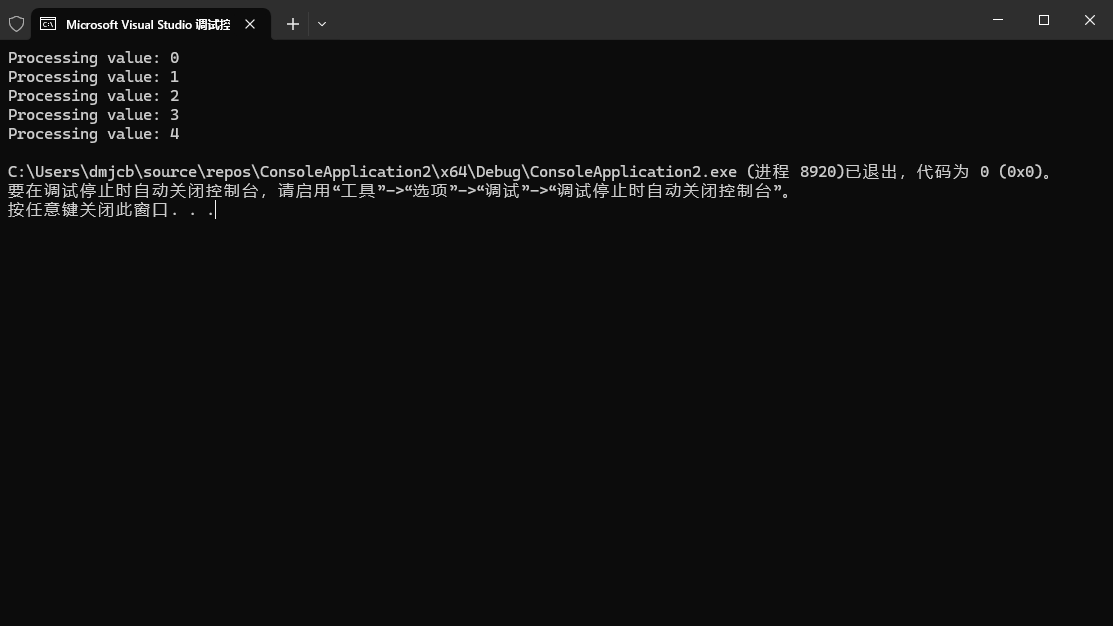 Microsoft Visual Studio 调试控
Processing value: 0
Processing value: 1
Processing value: 2
Processing value: 3
Processing value: 4
C:\Users\dmjcb\source\repos\ConsoleApplication2\x64\Debug\ConsoleApplication2.exe (进程 8920)已退出，代码为 0 (0x0)。
要在调试停止时自动关闭控制台，请启用“工具”->“选项”->“调试”->“调试停止时自动关闭控制台”。
按任意键关闭此窗口. . .